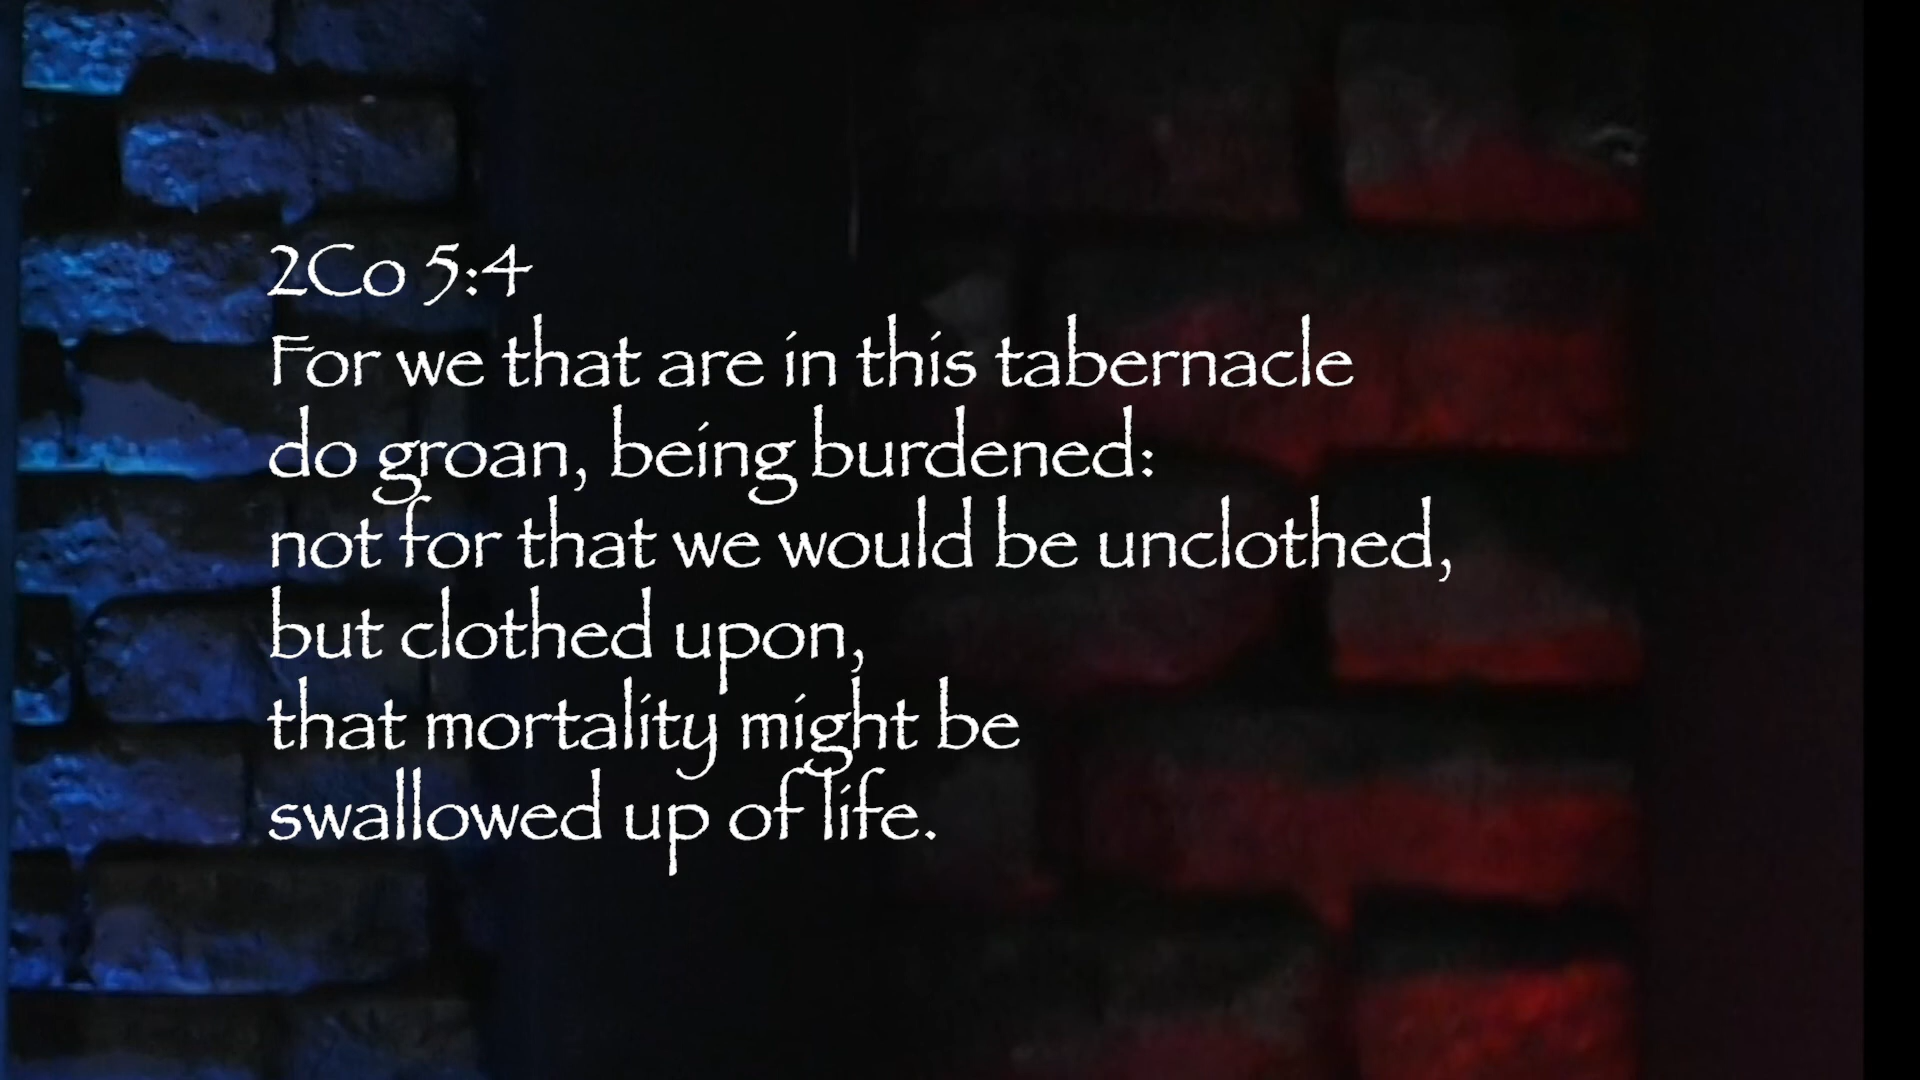 2Co 5:4
For we that are in this tabernacle
do groan, being burdened:
not for that we would be unclothed,
but clothed upon,
that mortality might be
swallowed up of life.